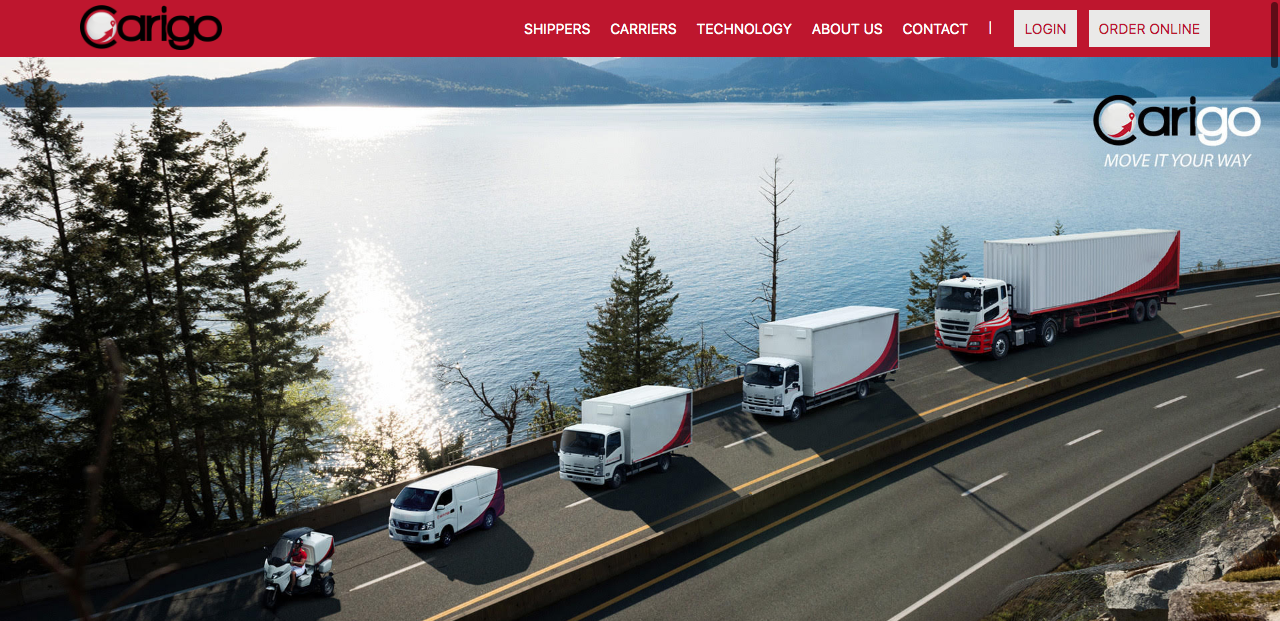 Carigo
SHIPPERS CARRIERS TECHNOLOGY ABOUT US CONTACT | LOGIN ORDER ONLINE
Carigo
MOVE IT YOUR WAY